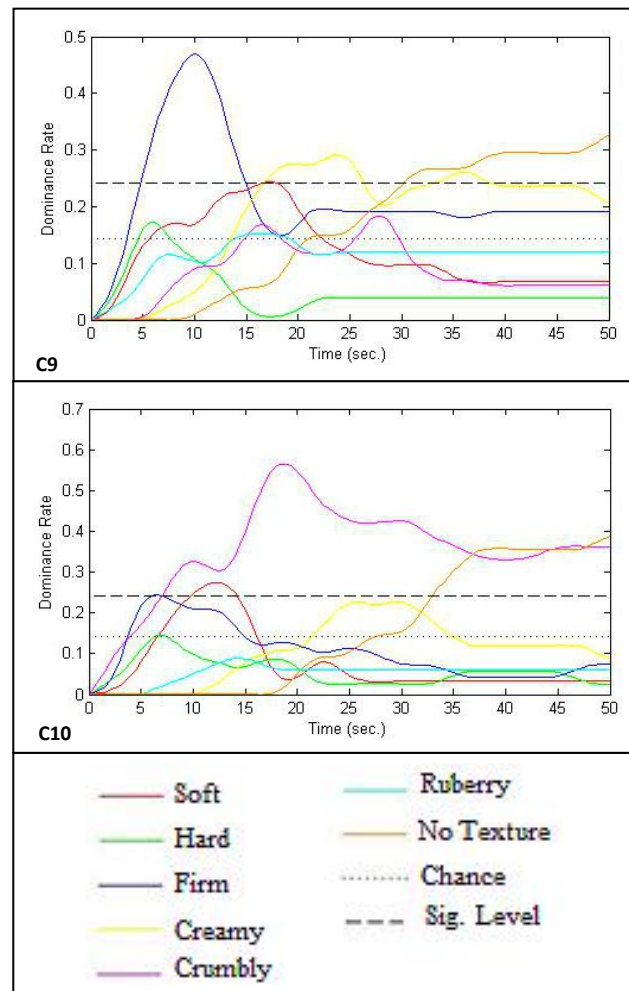 0.5
0.4
0.3
0.2
0.1
0
Dominance Rate
0 5 10 15 20 25 30 35 40 45 50
Time (sec.)
C9
0.7
0.6
0.5
0.4
0.3
0.2
0.1
0
Dominance Rate
0 5 10 15 20 25 30 35 40 45 50
Time (sec.)
C10
Soft
Hard
Firm
Creamy
Crumbly
Ruberry
No Texture
Chance
Sig. Level